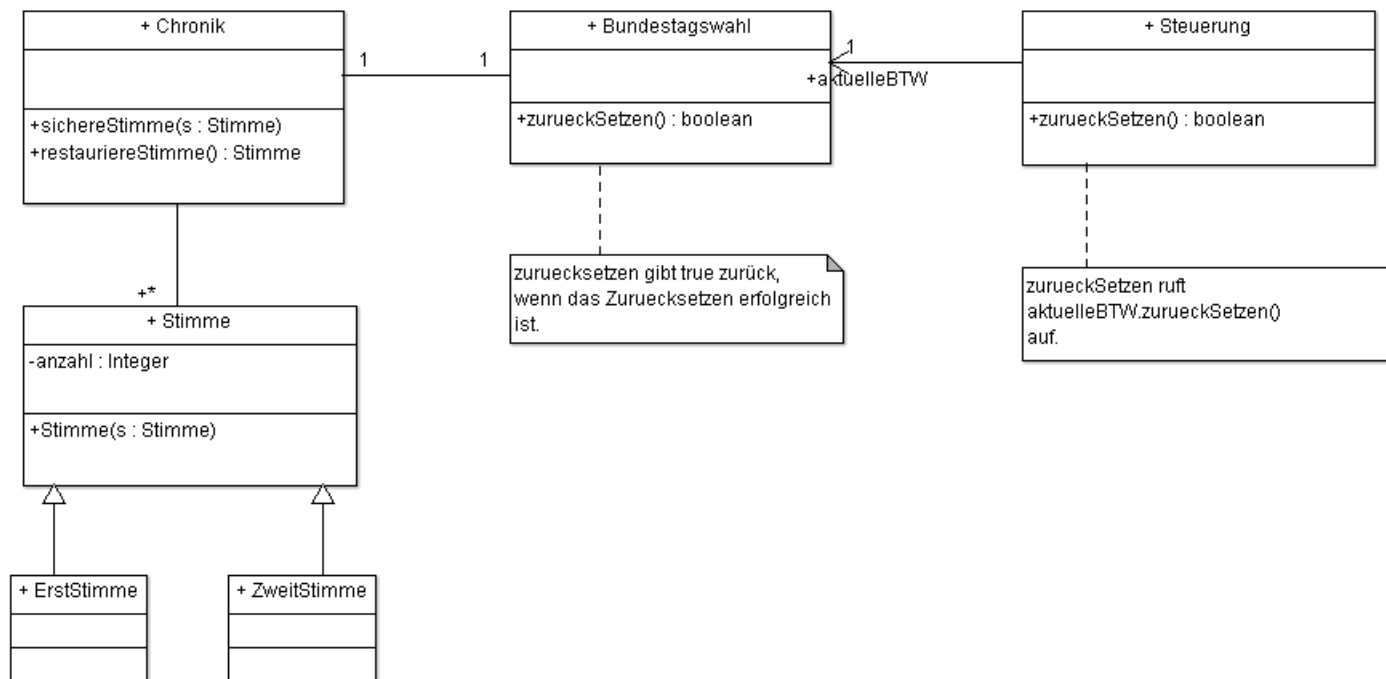 + Chronik
+sichereStimme(s : Stimme)
+restauriereStimme() : Stimme
1
1
+ Bundestagswahl
+zurueckSetzen() : boolean
1
+aktuelleBTW
+ Steuerung
+zurueckSetzen() : boolean
zuruecksetzen gibt true zurück,
wenn das Zuruecksetzen erfolgreich
ist.
zurueckSetzen ruft
aktuelleBTW.zurueckSetzen()
auf.
+*
+ Stimme
-anzahl : Integer
+Stimme(s : Stimme)
+ ErstStimme
+ ZweitStimme